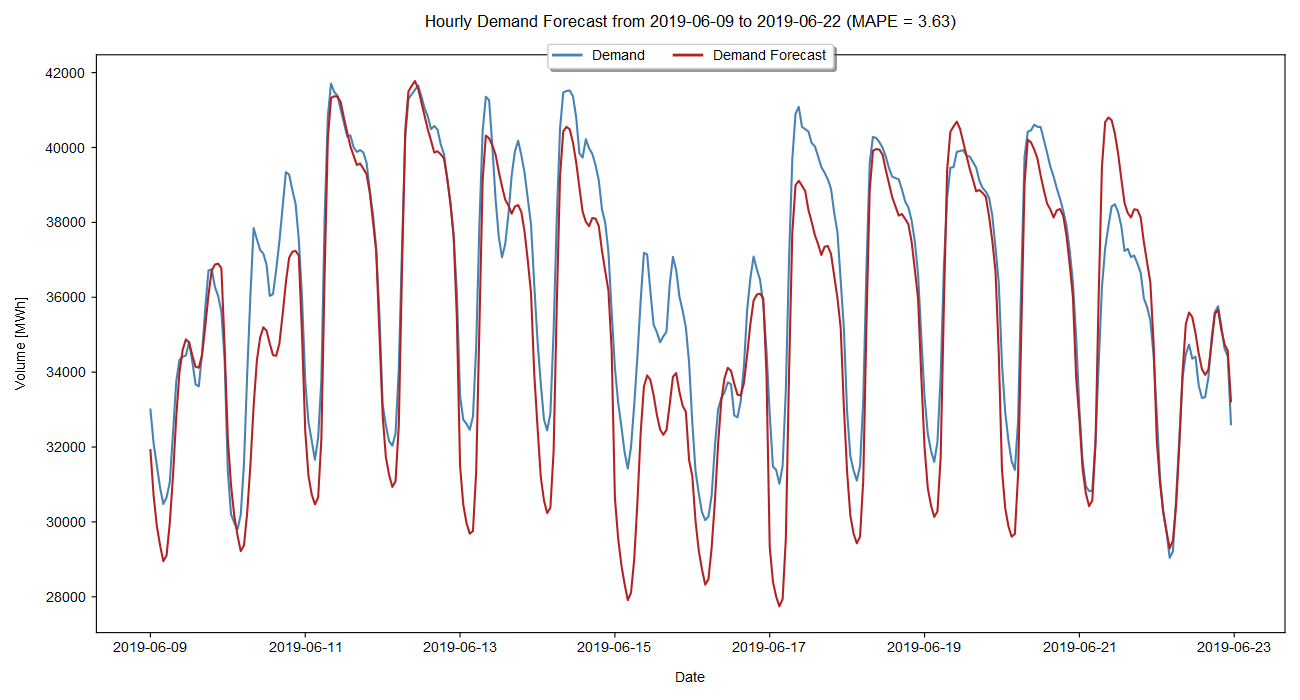 Hourly Demand Forecast from 2019-06-09 to 2019-06-22 (MAPE = 3.63)
Demand Demand Forecast
42000
40000
38000
36000
34000
32000
30000
28000
Volume [MWh]
2019-06-09 2019-06-11 2019-06-13 2019-06-15 2019-06-17 2019-06-19 2019-06-21 2019-06-23
Date